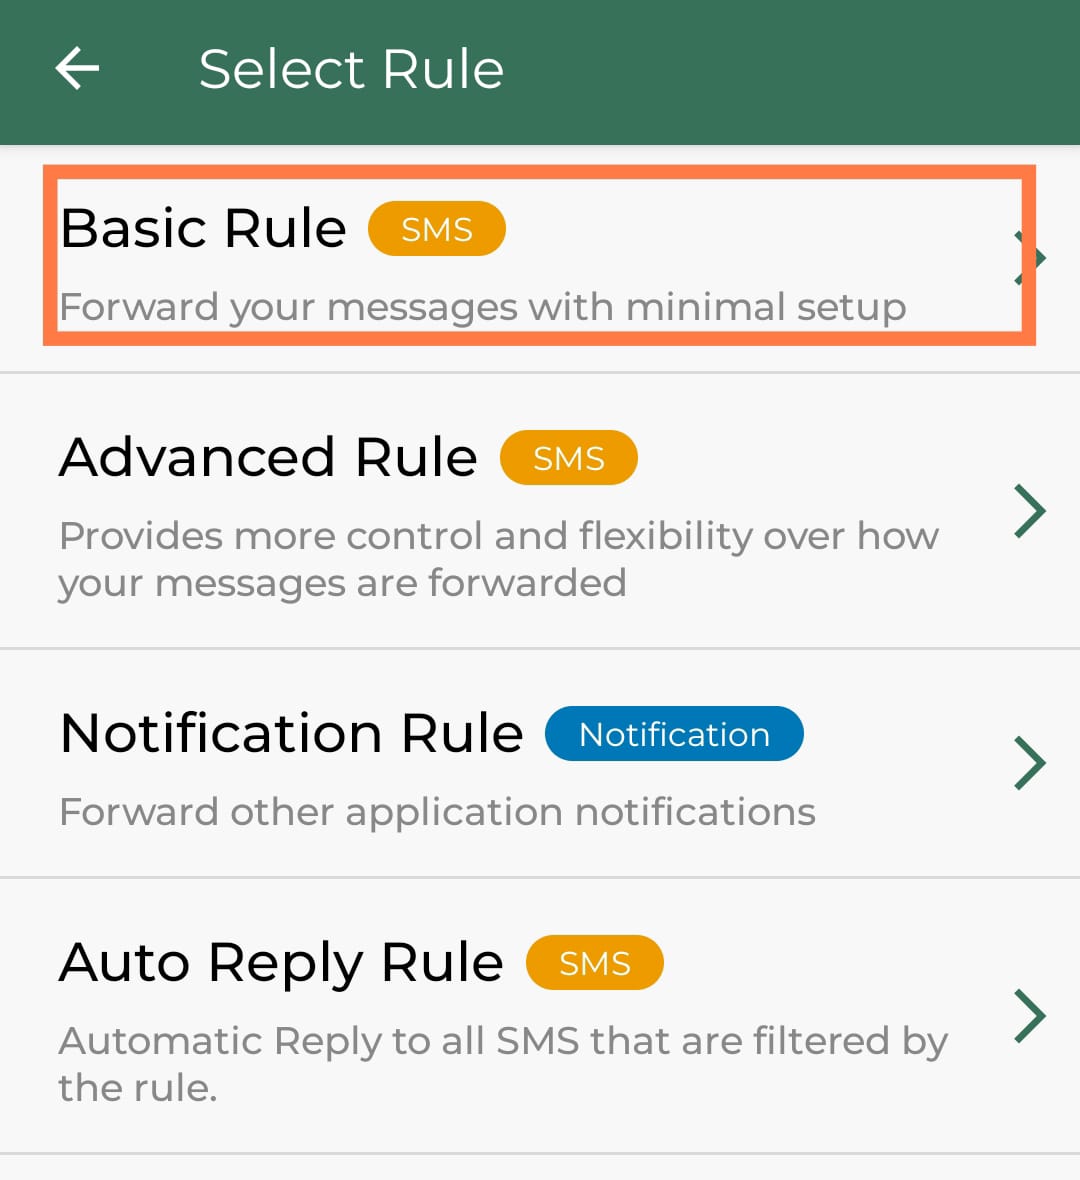 Select Rule
Basic Rule SMS
Forward your messages with minimal setup
Advanced Rule SMS
Provides more control and flexibility over how
your messages are forwarded
Notification Rule Notification
Forward other application notifications
Auto Reply Rule SMS
Automatic Reply to all SMS that are filtered by
the rule.